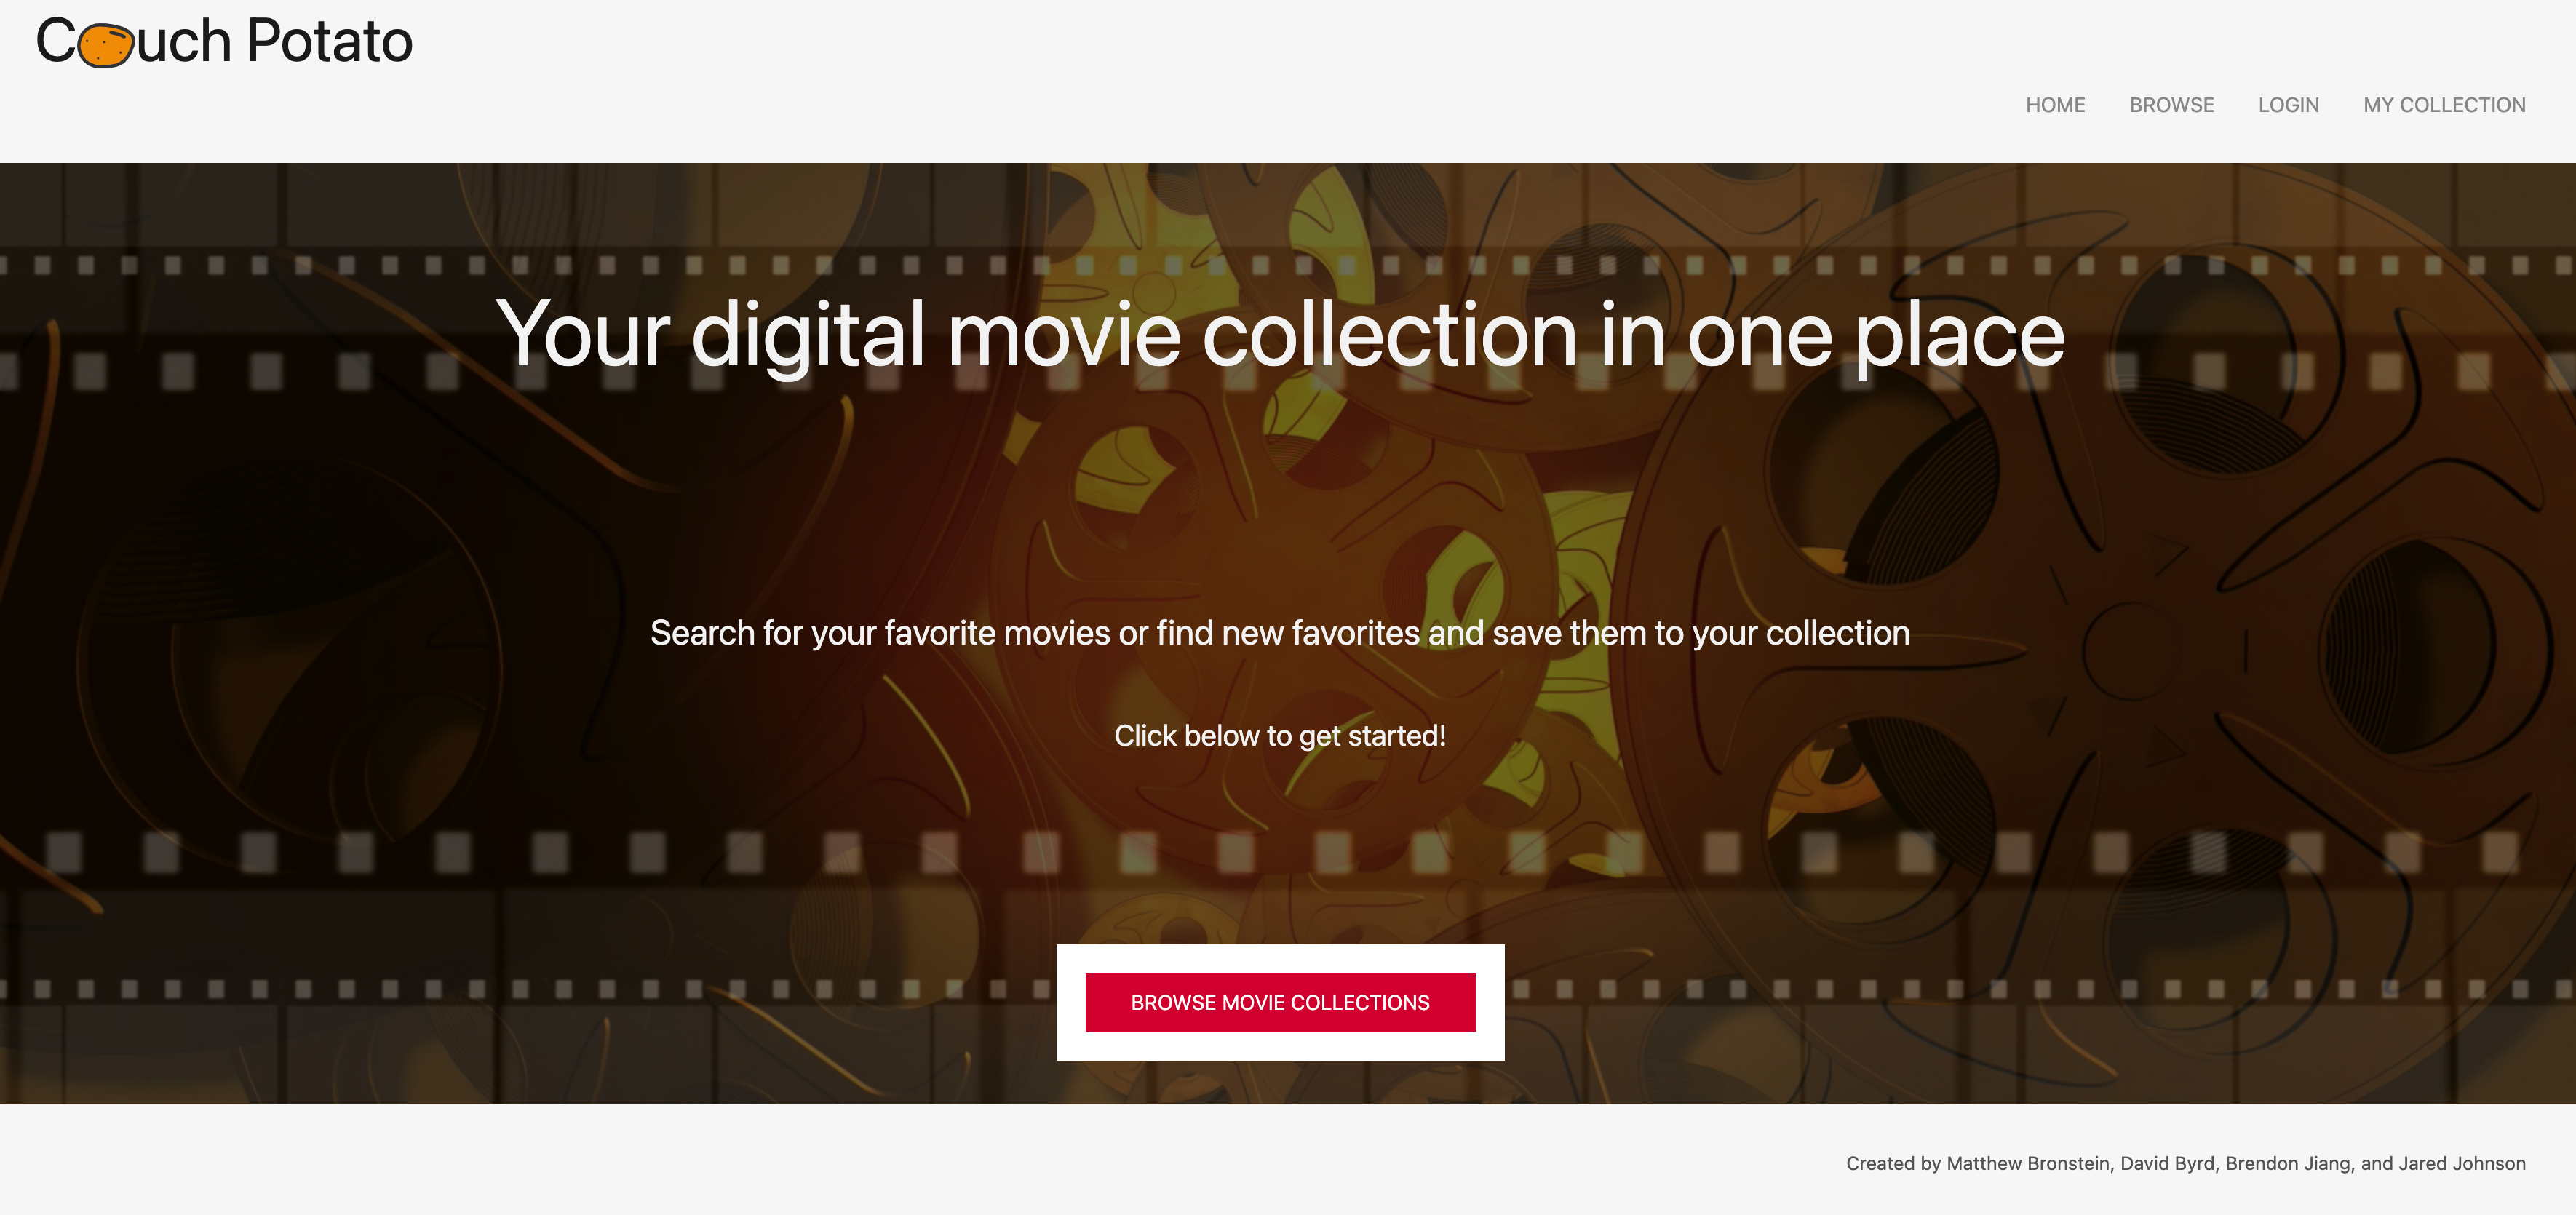 Couch Potato
HOME BROWSE LOGIN MY COLLECTION
Your digital movie collection in one place
Search for your favorite movies or find new favorites and save them to your collection
Click below to get started!
BROWSE MOVIE COLLECTIONS
Created by Matthew Bronstein, David Byrd, Brendon Jiang, and Jared Johnson